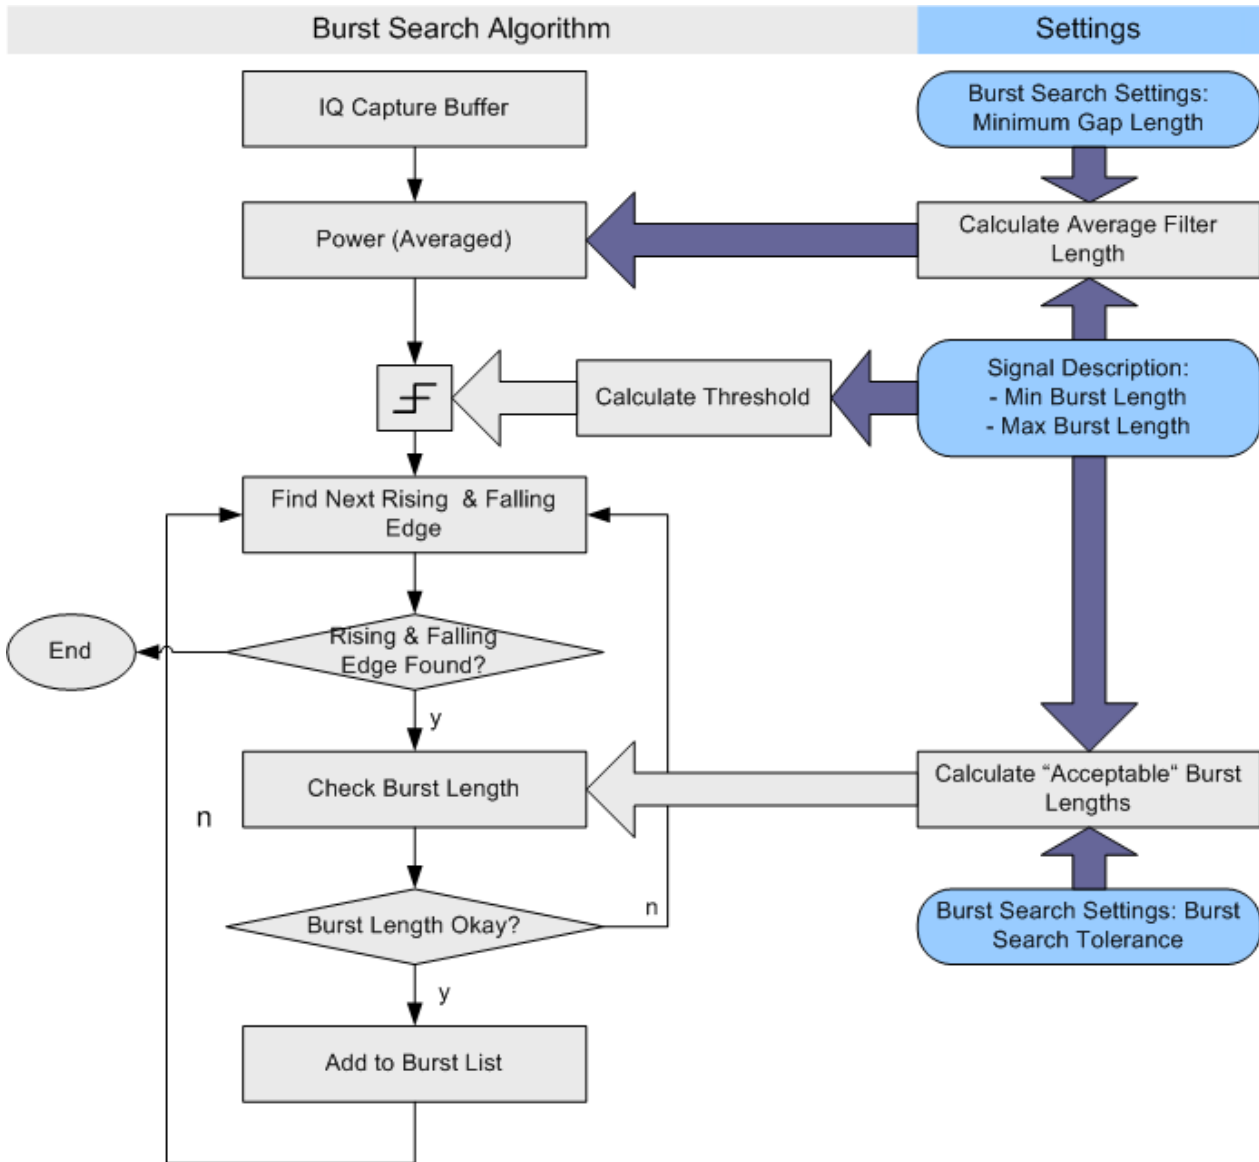 Burst Search Algorithm
Settings
IQ Capture Buffer
Burst Search Settings:
Minimum Gap Length
Power (Averaged)
Calculate Average Filter
Length
Signal Description:
- Min Burst Length
- Max Burst Length
Calculate Threshold
Find Next Rising & Falling
Edge
Rising & Falling
Edge Found?
End
y
Check Burst Length
Calculate “Acceptable“ Burst
Lengths
n
Burst Length Okay?
n
Burst Search Settings: Burst
Search Tolerance
y
Add to Burst List